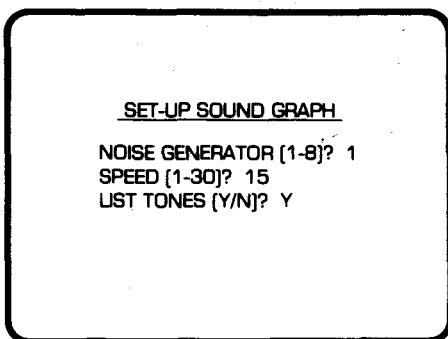 SET-UP SOUND GRAPH
NOISE GENERATOR (1-8)? 1
SPEED (1-30)? 15
LIST TONES (Y/N)? Y